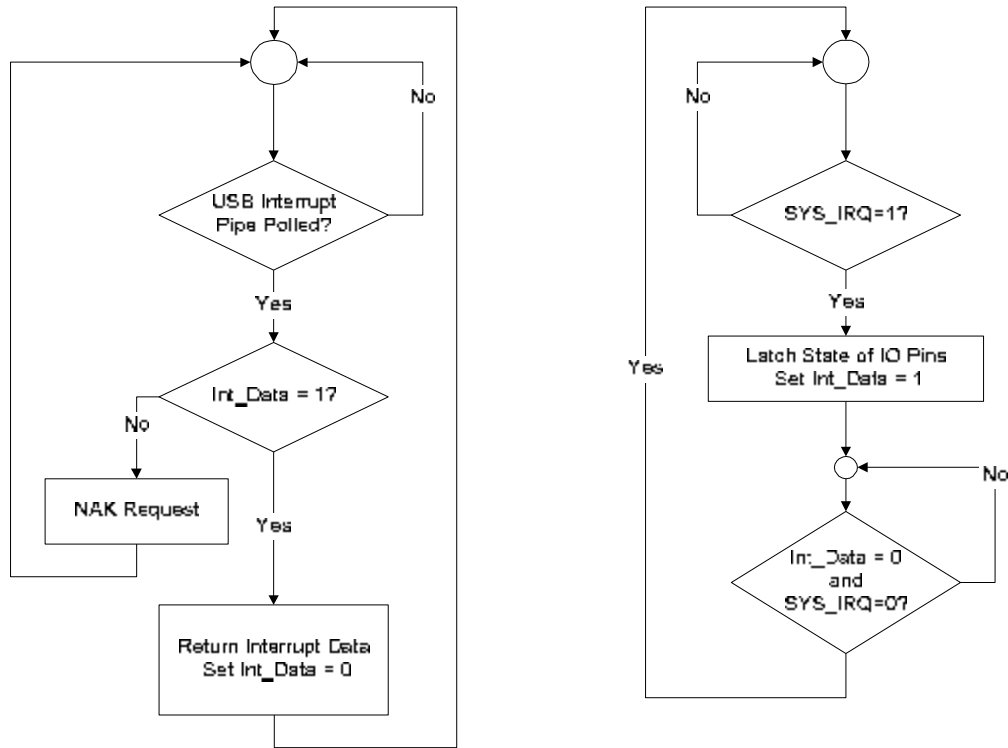 No
USB Interrupt
Pipe Polled?
Yes
Int_Data = 1?
No
NAK Request
Yes
Return Interrupt Data
Set Int_Data = 0
No
SYS_IRQ=1?
Yes
Latch State of IO Pins
Set Int_Data = 1
Yes
No
Int_Data = 0
and
SYS_IRQ=0?